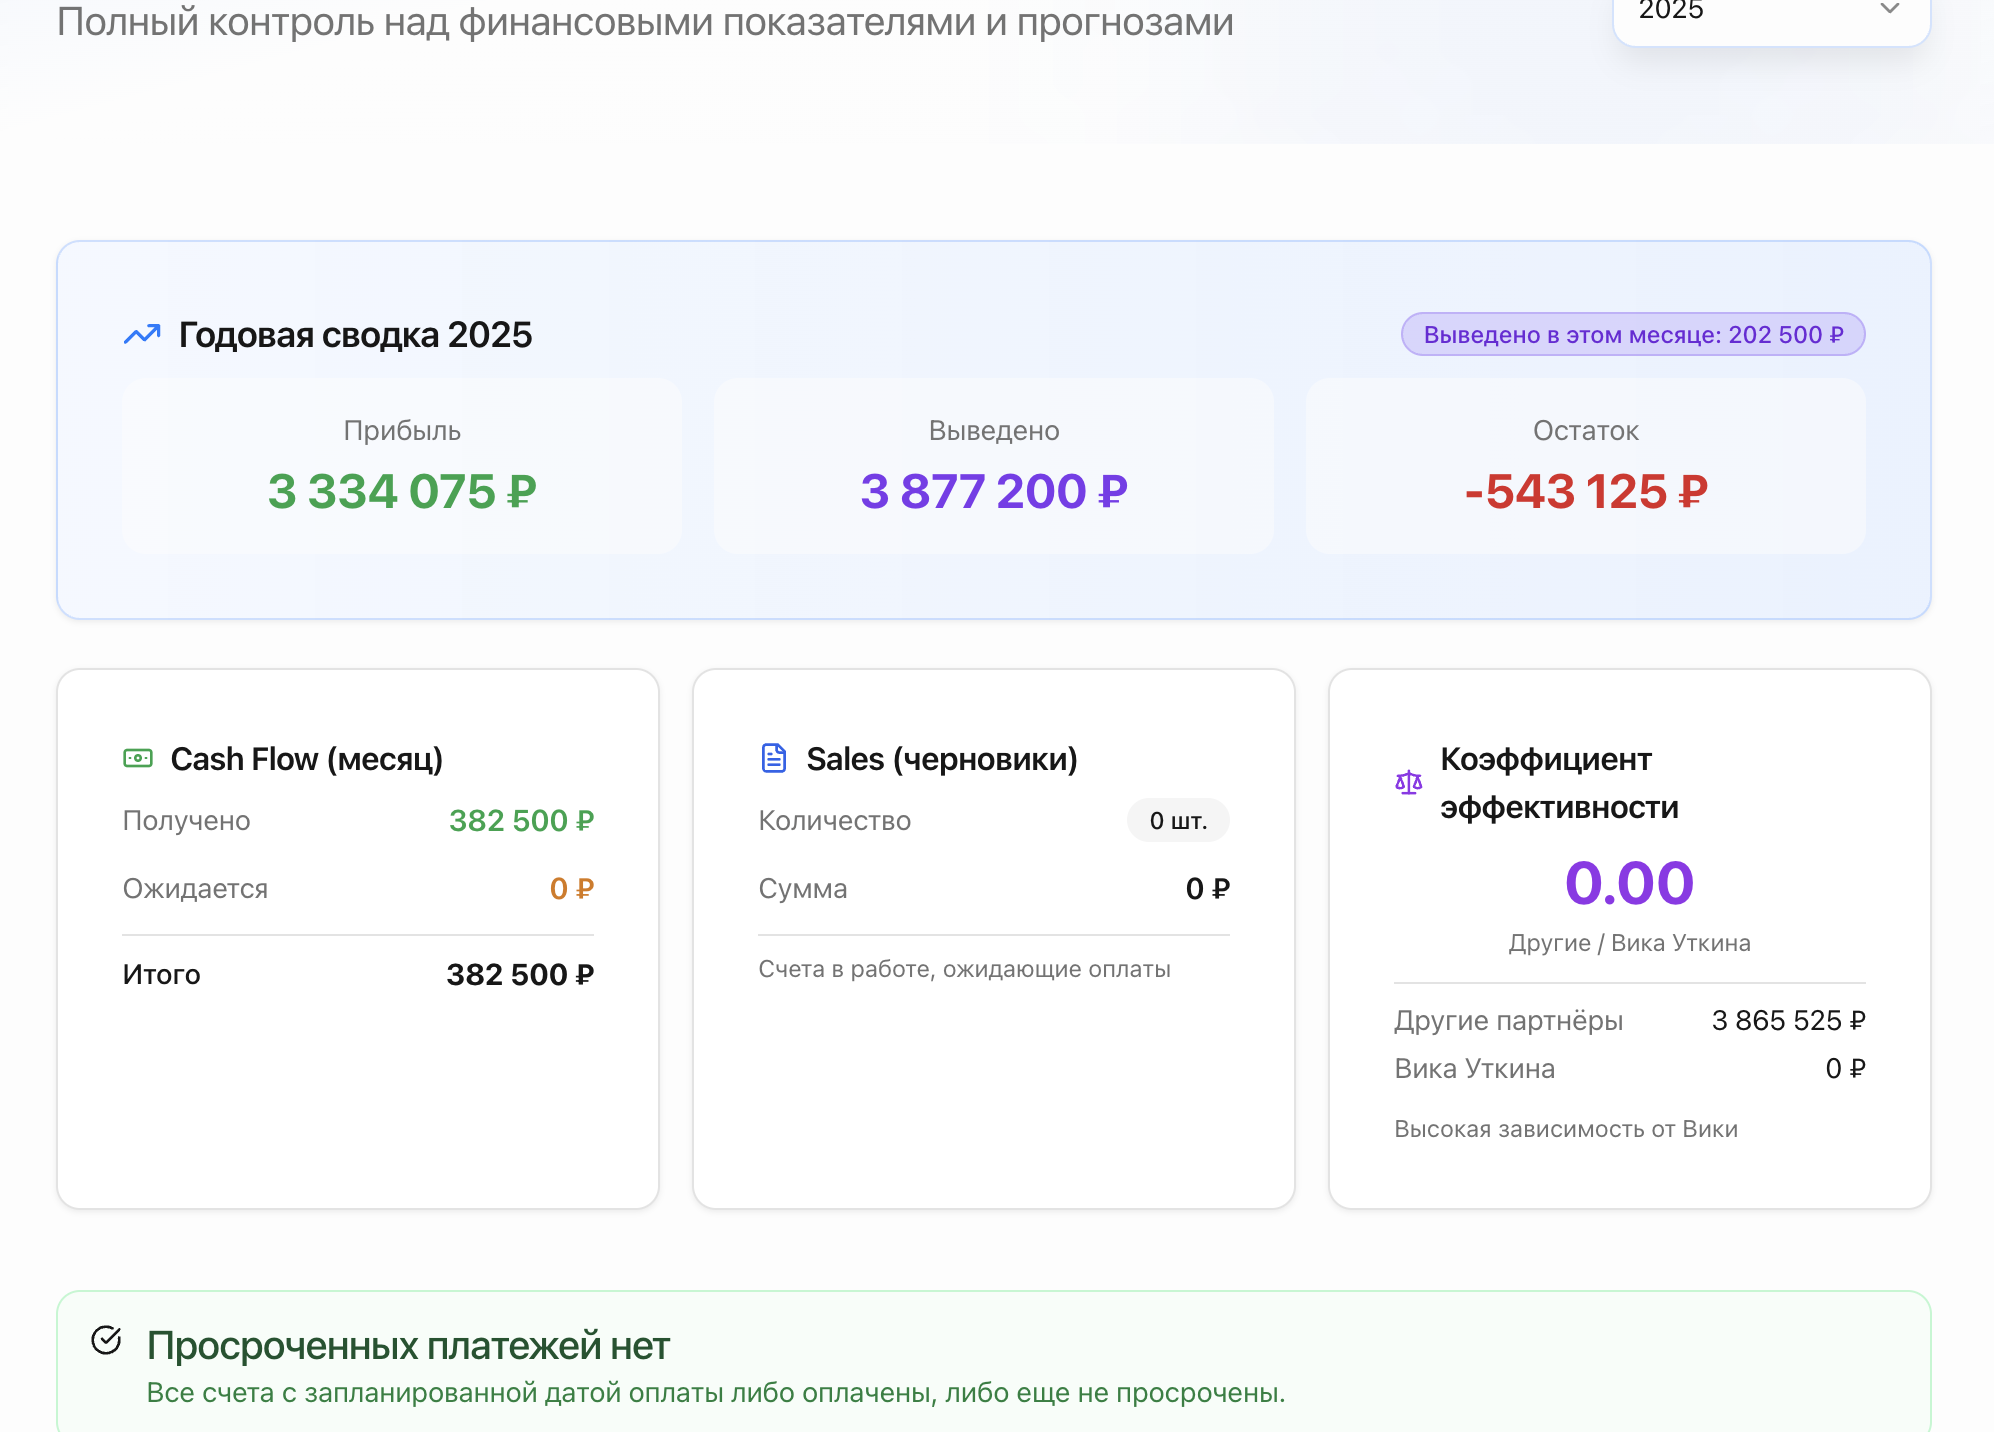 Полный контроль над финансовыми показателями и прогнозами
2025
Годовая сводка 2025
Выведено в этом месяце: 202 500 ₽
Прибыль
3 334 075 ₽
Выведено
3 877 200 ₽
Остаток
-543 125 ₽
Cash Flow (месяц)
Получено 382 500 ₽
Ожидается 0 ₽
Итого 382 500 ₽
Sales (черновики)
Количество 0 шт.
Сумма 0 ₽
Счета в работе, ожидающие оплаты
Коэффициент
эффективности
0.00
Другие / Вика Уткина
Другие партнёры 3 865 525 ₽
Вика Уткина 0 ₽
Высокая зависимость от Вики
Просроченных платежей нет
Все счета с запланированной датой оплаты либо оплачены, либо еще не просрочены.